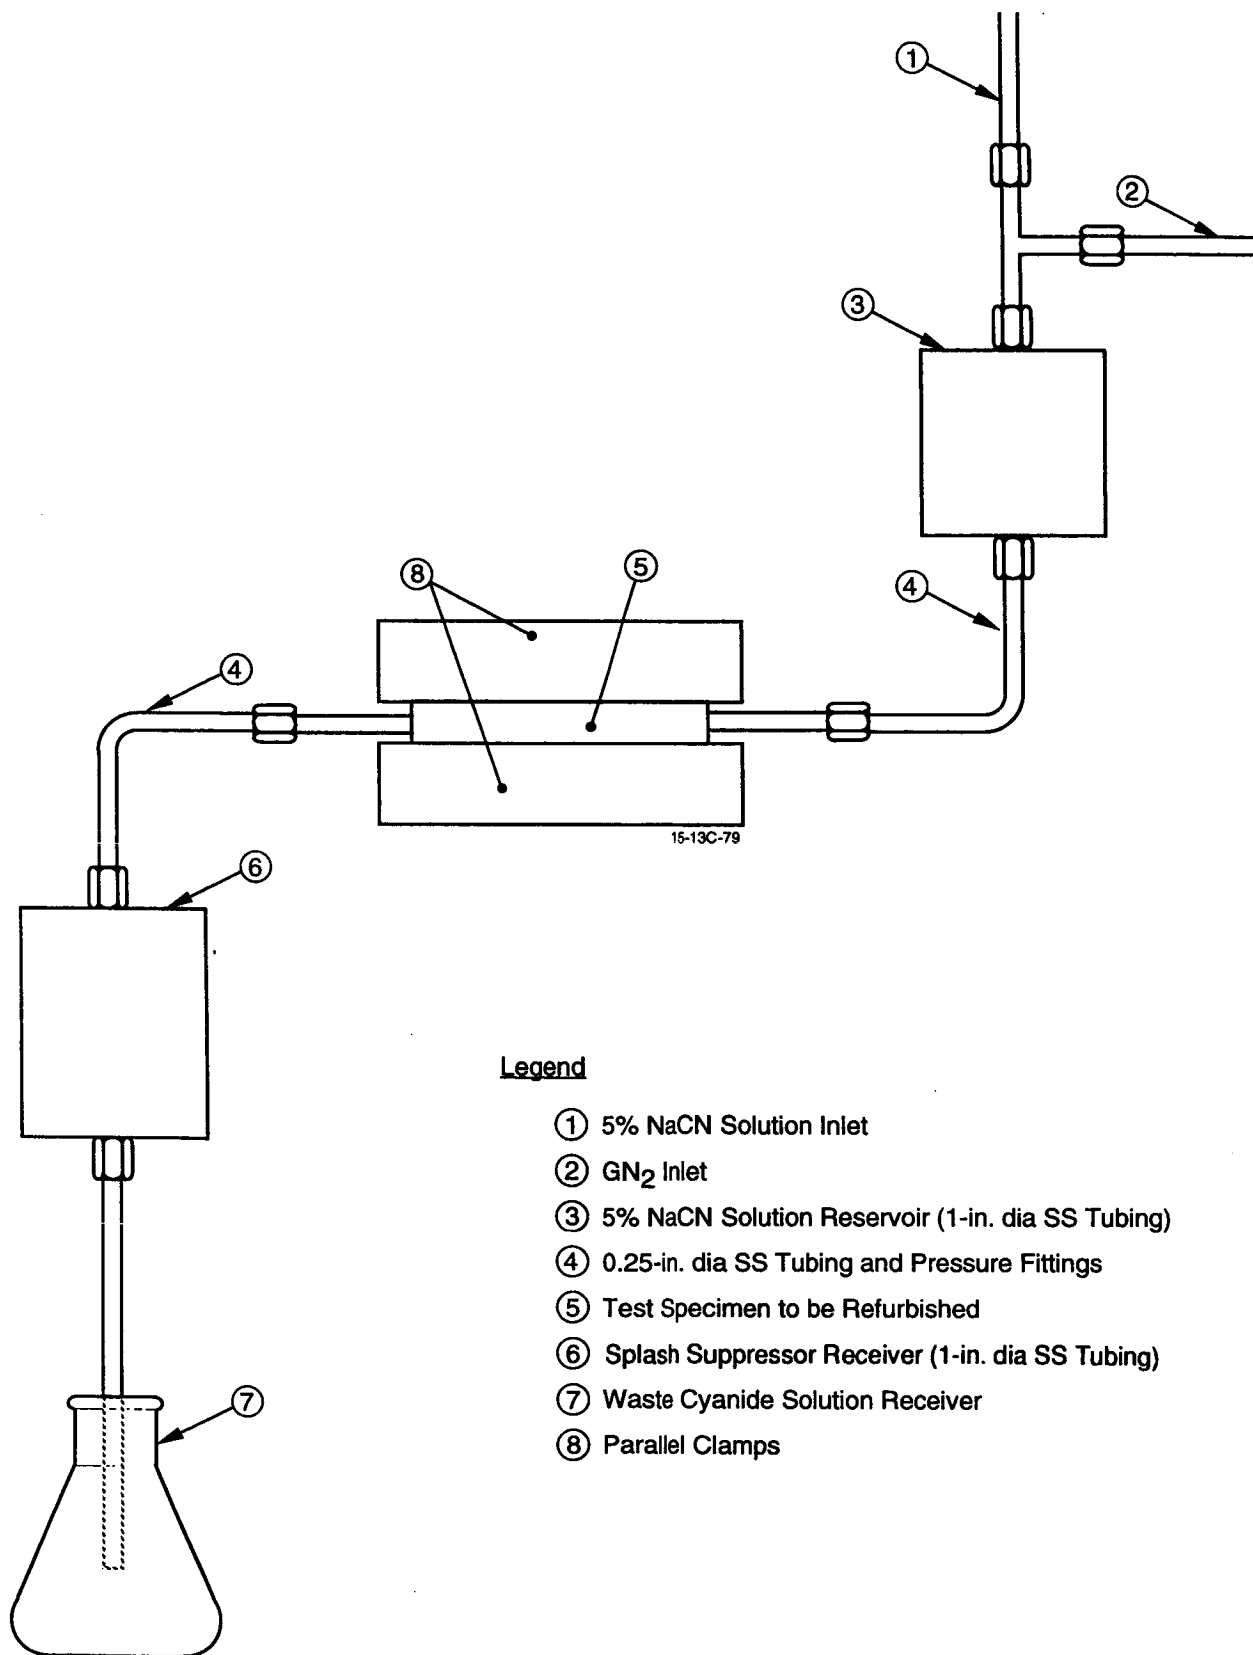 ①
②
③
④
⑧
⑤
④
15-13C-79
⑥
⑦
Legend
① 5% NaCN Solution Inlet
② GN₂ Inlet
③ 5% NaCN Solution Reservoir (1-in. dia SS Tubing)
④ 0.25-in. dia SS Tubing and Pressure Fittings
⑤ Test Specimen to be Refurbished
⑥ Splash Suppressor Receiver (1-in. dia SS Tubing)
⑦ Waste Cyanide Solution Receiver
⑧ Parallel Clamps